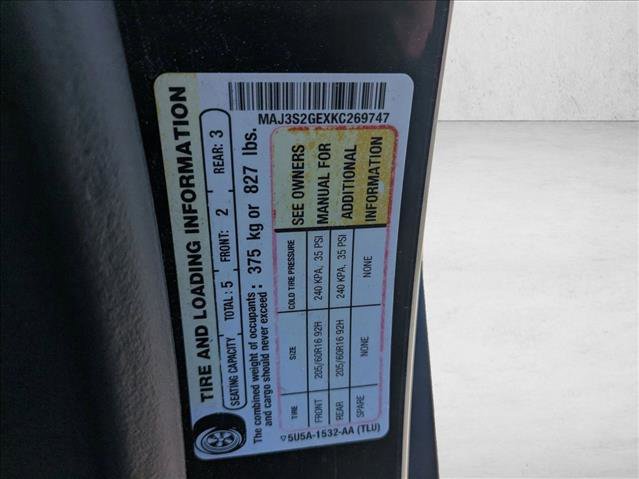 MAJ3S2GEXKC269747
TIRE AND LOADING INFORMATION
SEATING CAPACITY TOTAL: 5 FRONT: 2 REAR: 3
The combined weight of occupants and cargo should never exceed : 375 kg or 827 lbs.
TIRE SIZE COLD TIRE PRESSURE
FRONT 205/60R16 92H 240 KPA, 35 PSI
REAR 205/60R16 92H 240 KPA, 35 PSI
SPARE NONE NONE
SEE OWNERS
MANUAL FOR
ADDITIONAL
INFORMATION
5U5A-1532-AA (TLU)